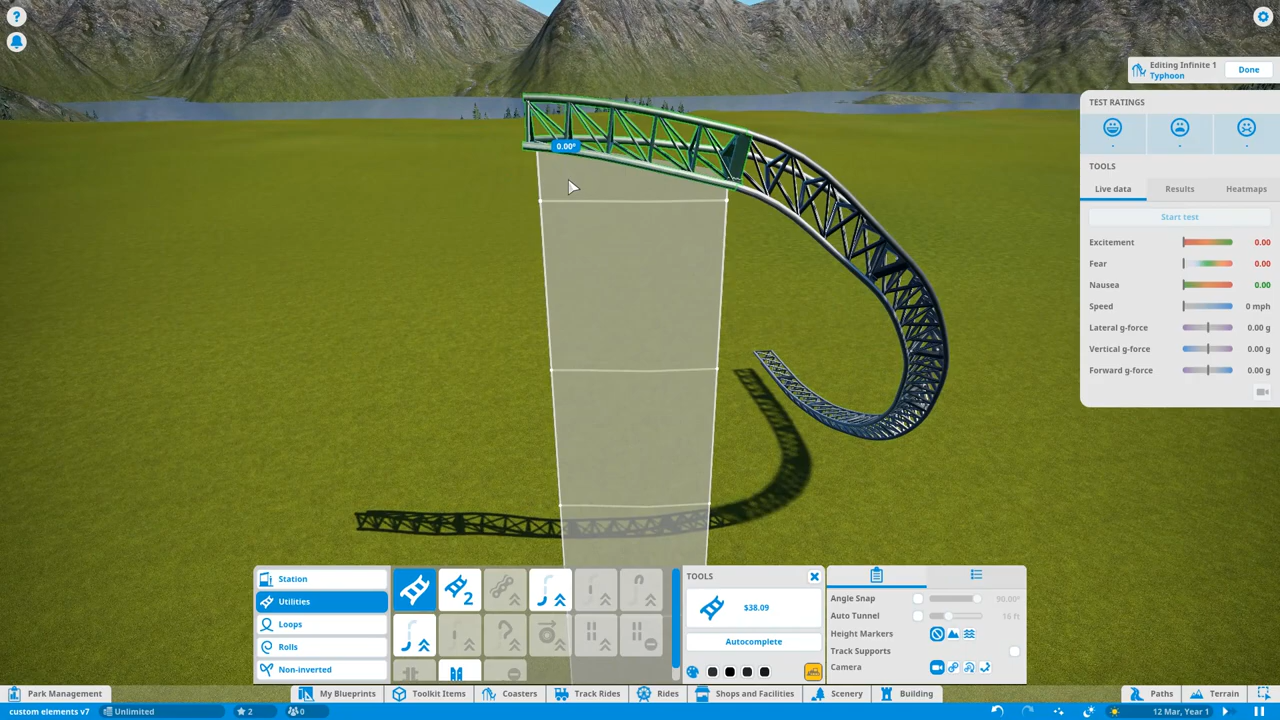 ?
Editing Infinite 1
Typhoon
Done
TEST RATINGS
- - -
TOOLS
Live data Results Heatmaps
Start test
Excitement 0.00
Fear 0.00
Nausea 0.00
Speed 0 mph
Lateral g-force 0.00 g
Vertical g-force 0.00 g
Forward g-force 0.00 g
0.00°
Station
Utilities
Loops
Rolls
Non-inverted
2
TOOLS
$38.09
Autocomplete
Angle Snap 90.00°
Auto Tunnel 16 ft
Height Markers
Track Supports
Camera
Park Management My Blueprints Toolkit Items Coasters Track Rides Rides Shops and Facilities Scenery Building Paths Terrain
custom elements v7 Unlimited 2 0 12 Mar, Year 1